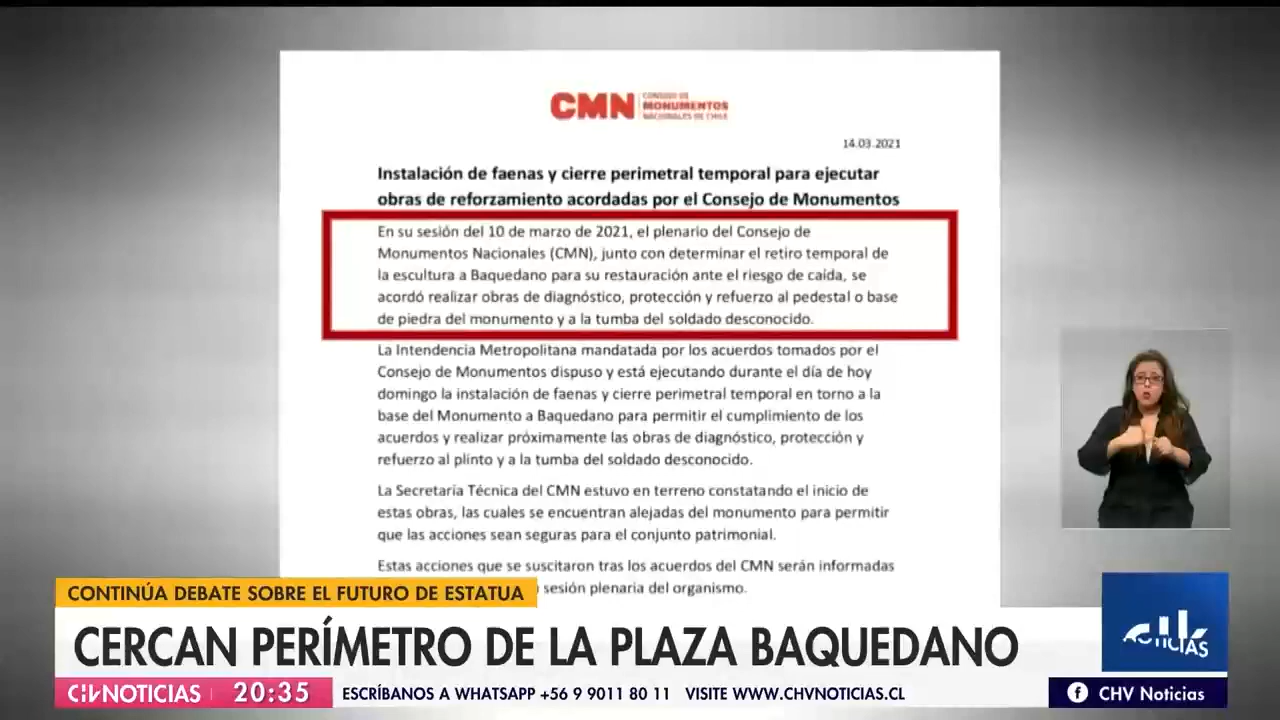 CMN
CONSEJO DE
MONUMENTOS
NACIONALES DE CHILE
14.03.2021
Instalación de faenas y cierre perimetral temporal para ejecutar
obras de reforzamiento acordadas por el Consejo de Monumentos
En su sesión del 10 de marzo de 2021, el plenario del Consejo de
Monumentos Nacionales (CMN), junto con determinar el retiro temporal de
la escultura a Baquedano para su restauración ante el riesgo de caída, se
acordó realizar obras de diagnóstico, protección y refuerzo al pedestal o base
de piedra del monumento y a la tumba del soldado desconocido.
La Intendencia Metropolitana mandatada por los acuerdos tomados por el
Consejo de Monumentos dispuso y está ejecutando durante el día de hoy
domingo la instalación de faenas y cierre perimetral temporal en torno a la
base del Monumento a Baquedano para permitir el cumplimiento de los
acuerdos y realizar próximamente las obras de diagnóstico, protección y
refuerzo al plinto y a la tumba del soldado desconocido.
La Secretaría Técnica del CMN estuvo en terreno constatando el inicio de
estas obras, las cuales se encuentran alejadas del monumento para permitir
que las acciones sean seguras para el conjunto patrimonial.
Estas acciones que se suscitaron tras los acuerdos del CMN serán informadas
sesión plenaria del organismo.
CONTINÚA DEBATE SOBRE EL FUTURO DE ESTATUA
CERCAN PERÍMETRO DE LA PLAZA BAQUEDANO
NOTICIAS
CHV NOTICIAS 20:35 ESCRÍBANOS A WHATSAPP +56 9 9011 80 11 VISITE WWW.CHVNOTICIAS.CL
CHV Noticias